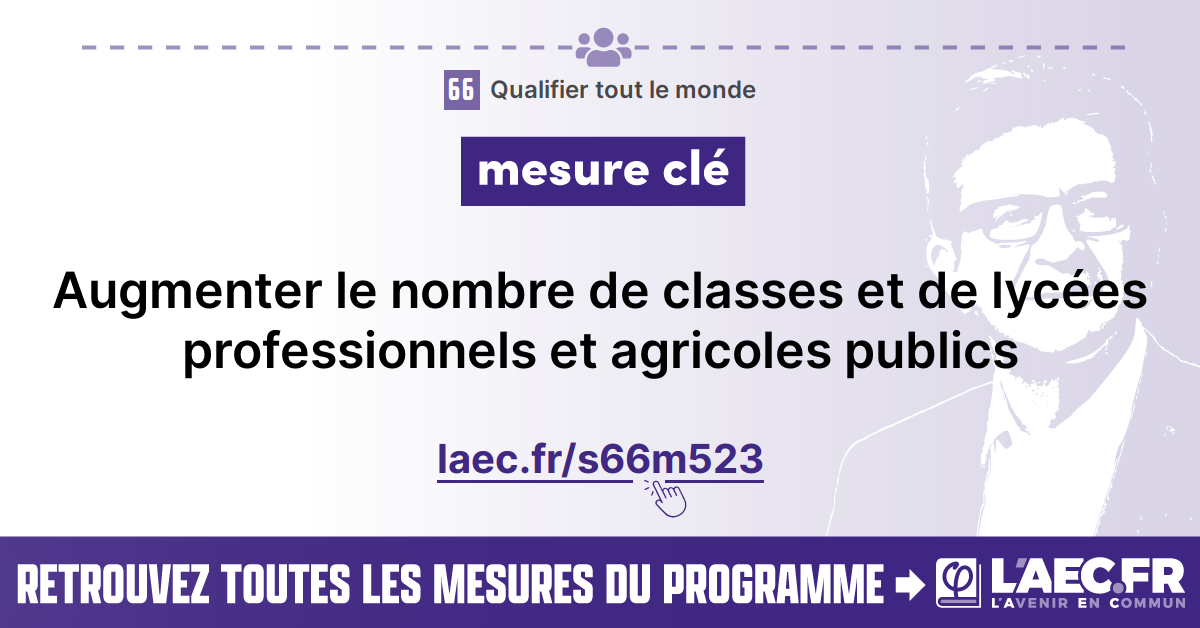 66 Qualifier tout le monde
mesure clé
Augmenter le nombre de classes et de lycées
professionnels et agricoles publics
laec.fr/s66m523
RETROUVEZ TOUTES LES MESURES DU PROGRAMME → φ L'AEC.FR
L'AVENIR EN COMMUN